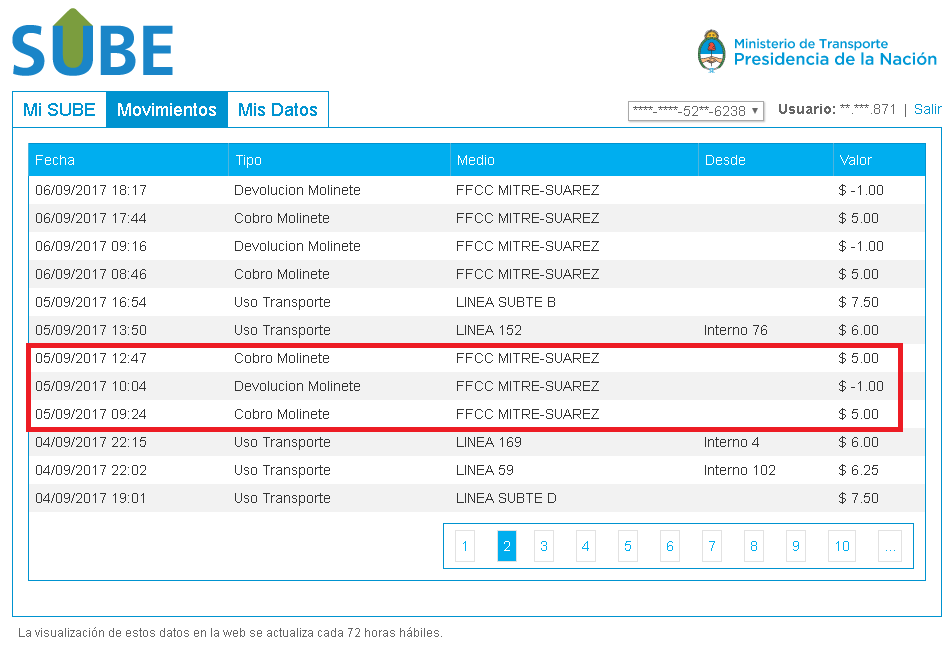 SUBE
Ministerio de Transporte
Presidencia de la Nación
Mi SUBE Movimientos Mis Datos
****-****-52**-6238 ▼ Usuario: **.***.871 | Salir
Fecha Tipo Medio Desde Valor
06/09/2017 18:17 Devolucion Molinete FFCC MITRE-SUAREZ $ -1.00
06/09/2017 17:44 Cobro Molinete FFCC MITRE-SUAREZ $ 5.00
06/09/2017 09:16 Devolucion Molinete FFCC MITRE-SUAREZ $ -1.00
06/09/2017 08:46 Cobro Molinete FFCC MITRE-SUAREZ $ 5.00
05/09/2017 16:54 Uso Transporte LINEA SUBTE B $ 7.50
05/09/2017 13:50 Uso Transporte LINEA 152 Interno 76 $ 6.00
05/09/2017 12:47 Cobro Molinete FFCC MITRE-SUAREZ $ 5.00
05/09/2017 10:04 Devolucion Molinete FFCC MITRE-SUAREZ $ -1.00
05/09/2017 09:24 Cobro Molinete FFCC MITRE-SUAREZ $ 5.00
04/09/2017 22:15 Uso Transporte LINEA 169 Interno 4 $ 6.00
04/09/2017 22:02 Uso Transporte LINEA 59 Interno 102 $ 6.25
04/09/2017 19:01 Uso Transporte LINEA SUBTE D $ 7.50
1 2 3 4 5 6 7 8 9 10 ...
La visualización de estos datos en la web se actualiza cada 72 horas hábiles.